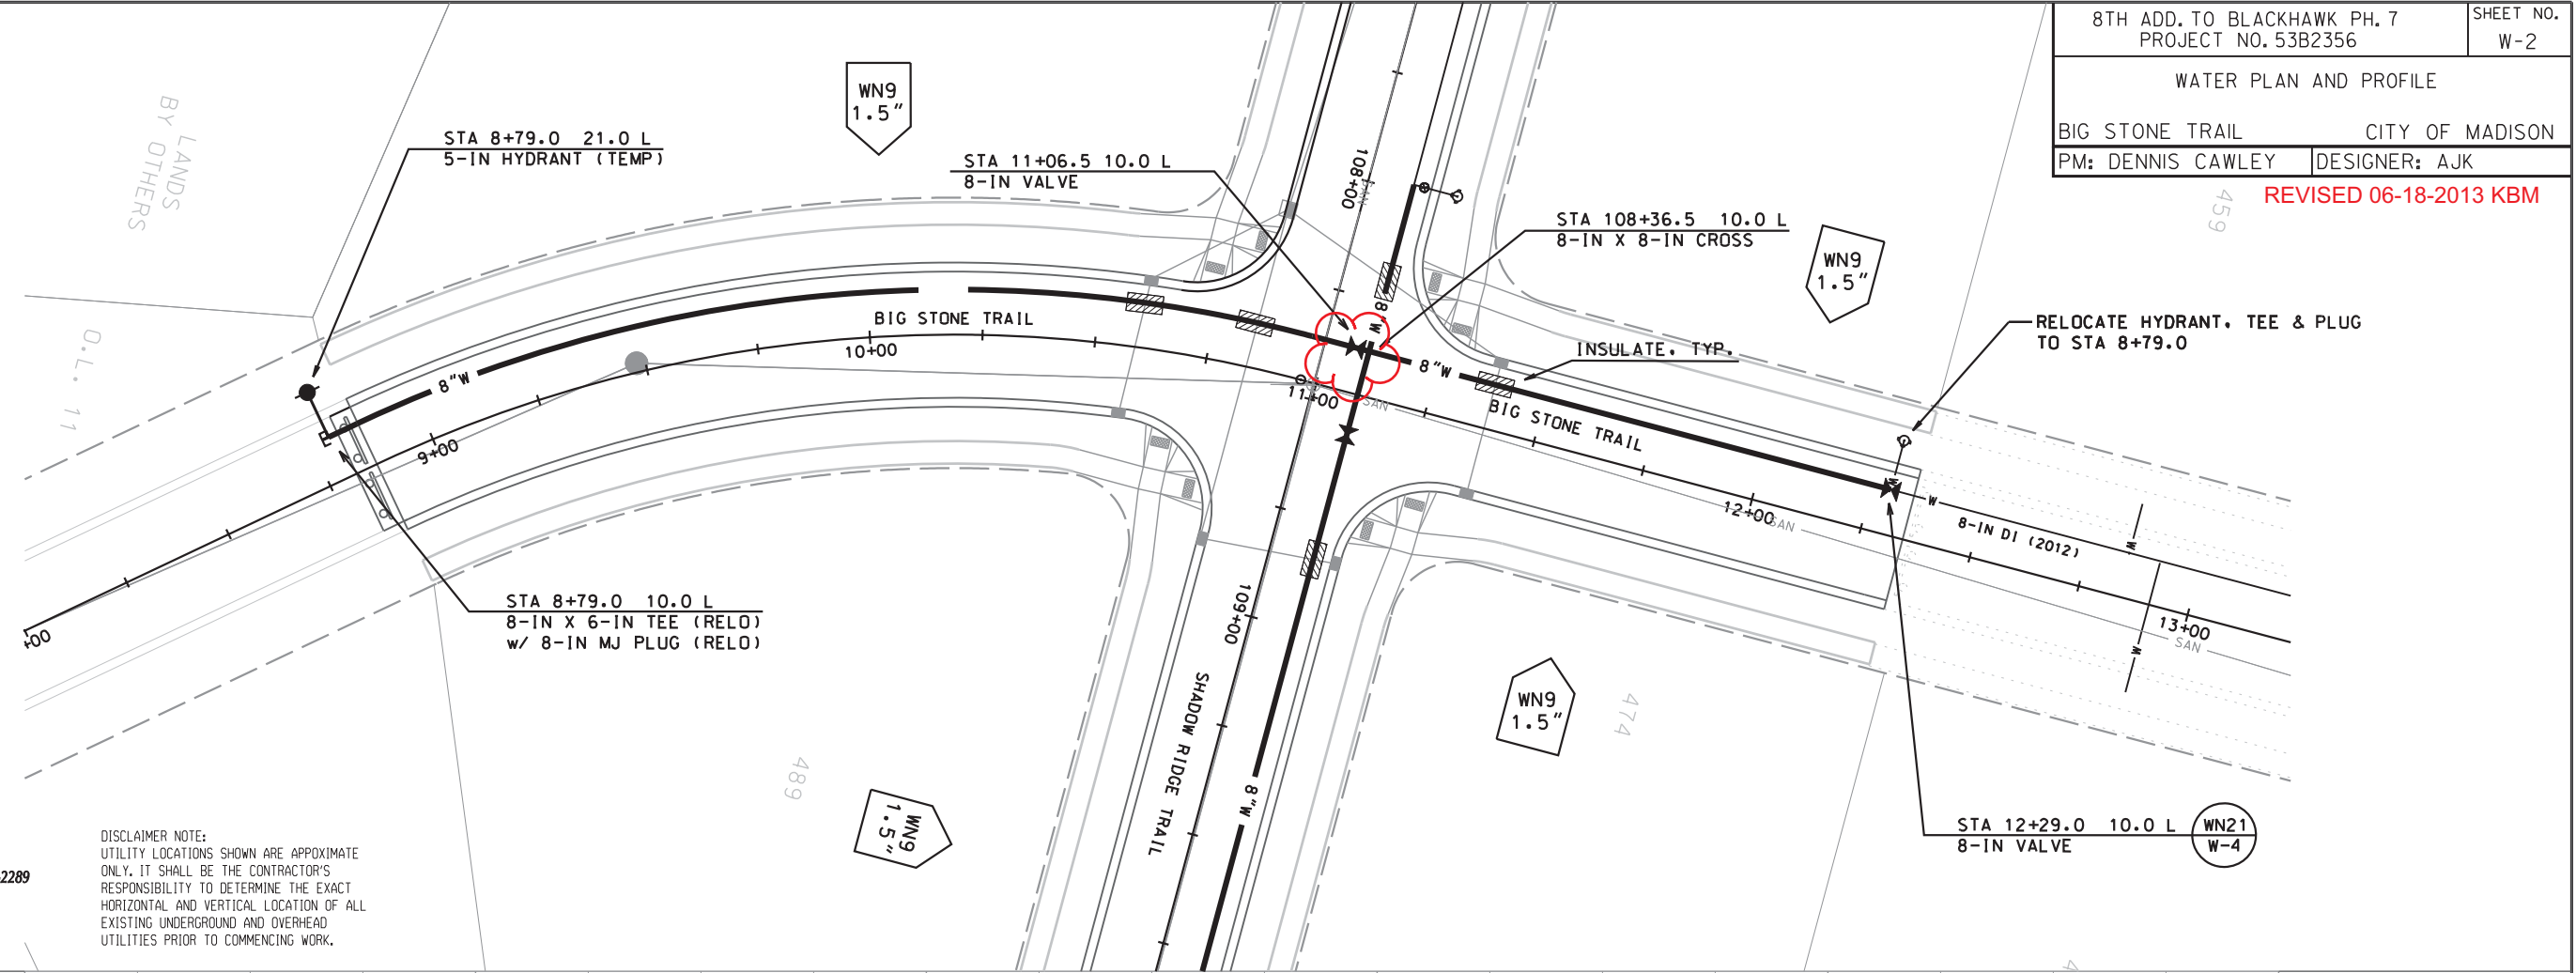 8TH ADD. TO BLACKHAWK PH. 7
PROJECT NO. 53B2356
SHEET NO.
W-2
WATER PLAN AND PROFILE
BIG STONE TRAIL
CITY OF MADISON
PM: DENNIS CAWLEY
DESIGNER: AJK
REVISED 06-18-2013 KBM
LANDS
BY OTHERS
STA 8+79.0 21.0 L
5-IN HYDRANT (TEMP)
WN9
1.5"
STA 11+06.5 10.0 L
8-IN VALVE
108+00
SAN
STA 108+36.5 10.0 L
8-IN X 8-IN CROSS
WN9
1.5"
459
RELOCATE HYDRANT, TEE & PLUG
TO STA 8+79.0
INSULATE, TYP.
8"W
BIG STONE TRAIL
10+00
O.L. 11
8"W
9+00
8"W
11+00
SAN
BIG STONE TRAIL
12+00
SAN
W
W
8-IN DI (2012)
W
W
13+00
SAN
+00
STA 8+79.0 10.0 L
8-IN X 6-IN TEE (RELO)
w/ 8-IN MJ PLUG (RELO)
109+00
SHADOW RIDGE TRAIL
8"W
WN9
1.5"
474
489
WN9
1.5"
STA 12+29.0 10.0 L
8-IN VALVE
WN21
W-4
DISCLAIMER NOTE:
UTILITY LOCATIONS SHOWN ARE APPOXIMATE
ONLY. IT SHALL BE THE CONTRACTOR'S
RESPONSIBILITY TO DETERMINE THE EXACT
HORIZONTAL AND VERTICAL LOCATION OF ALL
EXISTING UNDERGROUND AND OVERHEAD
UTILITIES PRIOR TO COMMENCING WORK.
2289
4